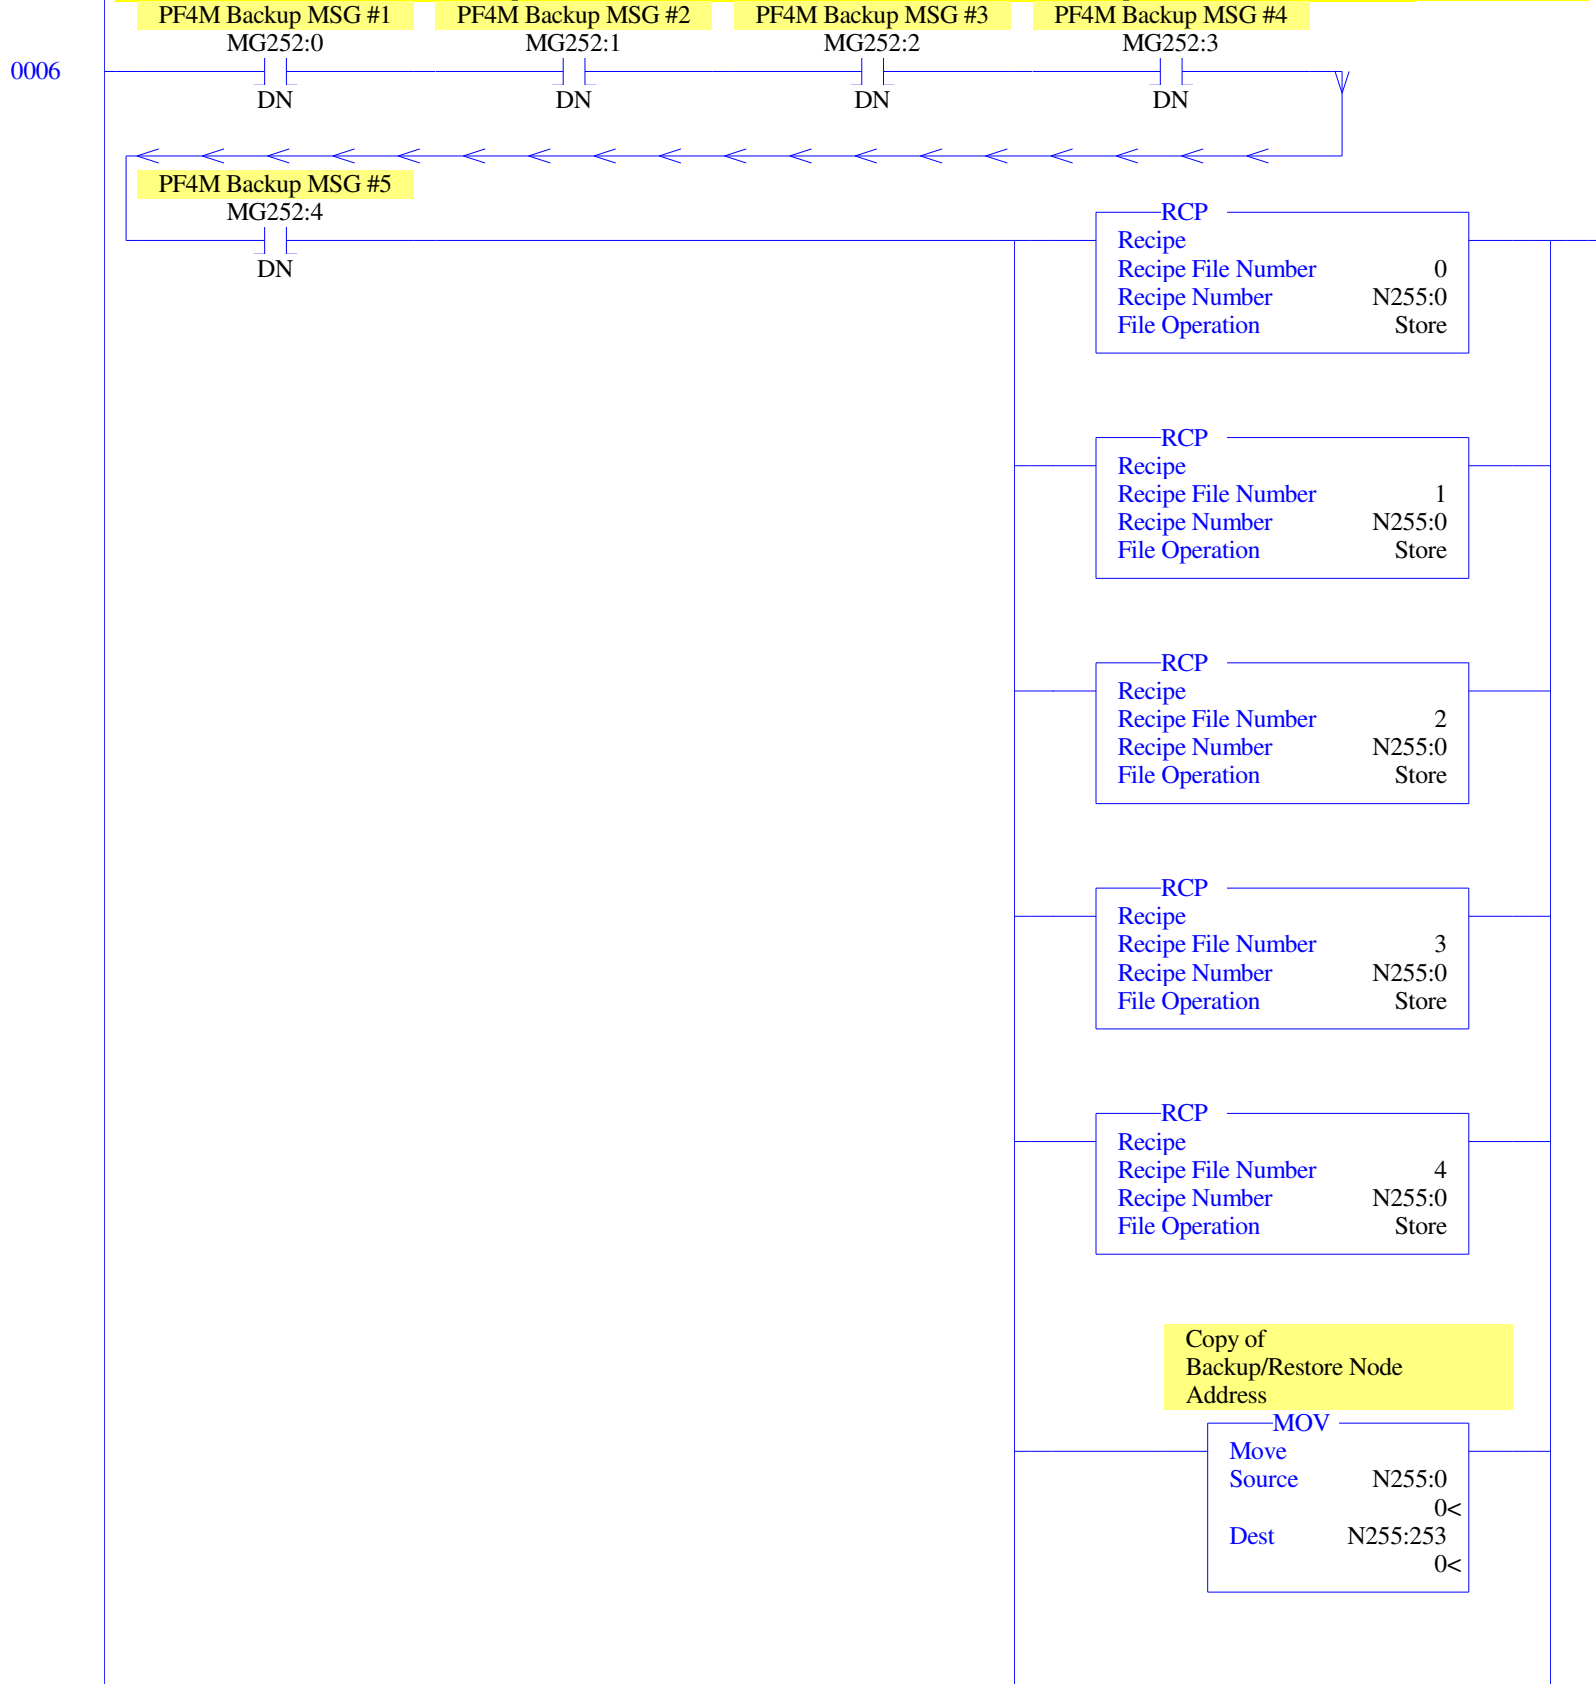 PF4M Backup MSG #1 PF4M Backup MSG #2 PF4M Backup MSG #3 PF4M Backup MSG #4
MG252:0 MG252:1 MG252:2 MG252:3
0006
DN DN DN DN
PF4M Backup MSG #5
MG252:4
DN
RCP
Recipe
Recipe File Number 0
Recipe Number N255:0
File Operation Store
RCP
Recipe
Recipe File Number 1
Recipe Number N255:0
File Operation Store
RCP
Recipe
Recipe File Number 2
Recipe Number N255:0
File Operation Store
RCP
Recipe
Recipe File Number 3
Recipe Number N255:0
File Operation Store
RCP
Recipe
Recipe File Number 4
Recipe Number N255:0
File Operation Store
Copy of
Backup/Restore Node
Address
MOV
Move
Source N255:0
0<
Dest N255:253
0<